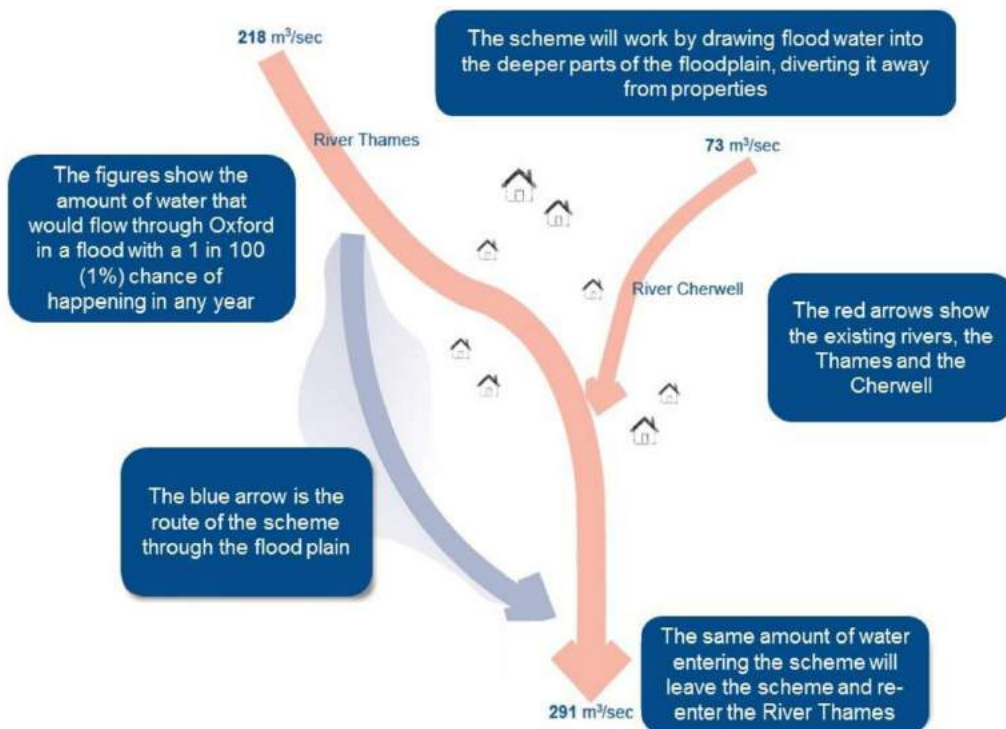 218 m³/sec
The scheme will work by drawing flood water into
the deeper parts of the floodplain, diverting it away
from properties
River Thames
73 m³/sec
The figures show the
amount of water that
would flow through Oxford
in a flood with a 1 in 100
(1%) chance of
happening in any year
River Cherwell
The red arrows show
the existing rivers, the
Thames and the
Cherwell
The blue arrow is the
route of the scheme
through the flood plain
The same amount of water
entering the scheme will
leave the scheme and re-
enter the River Thames
291 m³/sec